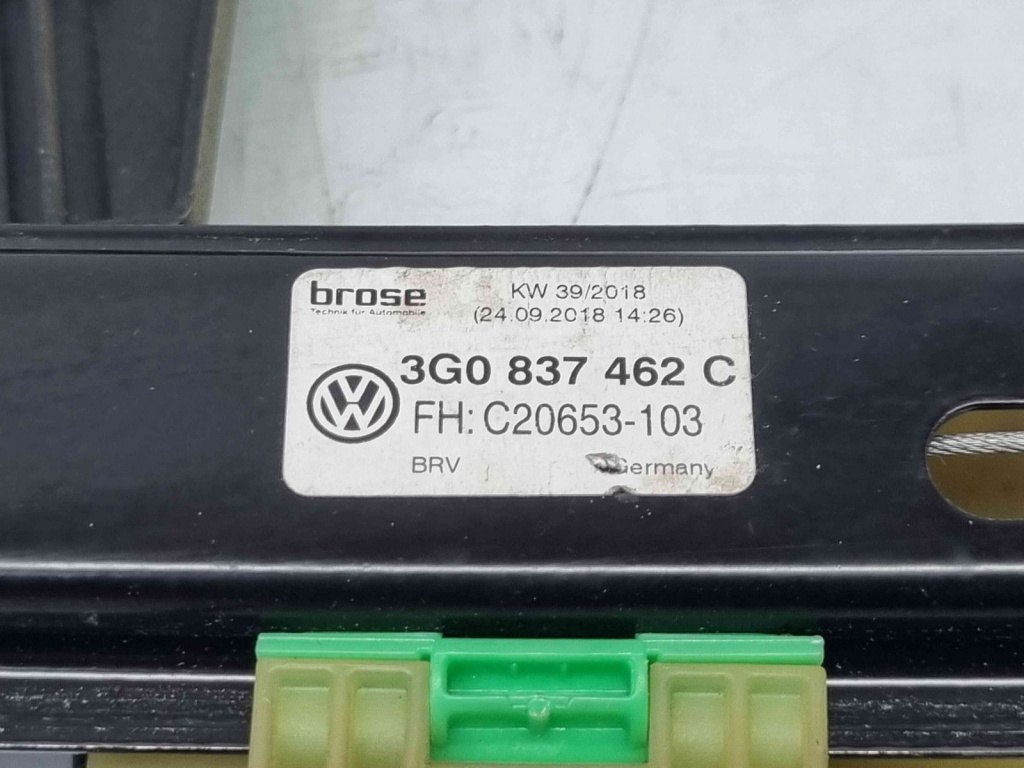 brose
Technik für Automobile
KW 39/2018
(24.09.2018 14:26)
3G0 837 462 C
FH: C20653-103
BRV
Germany